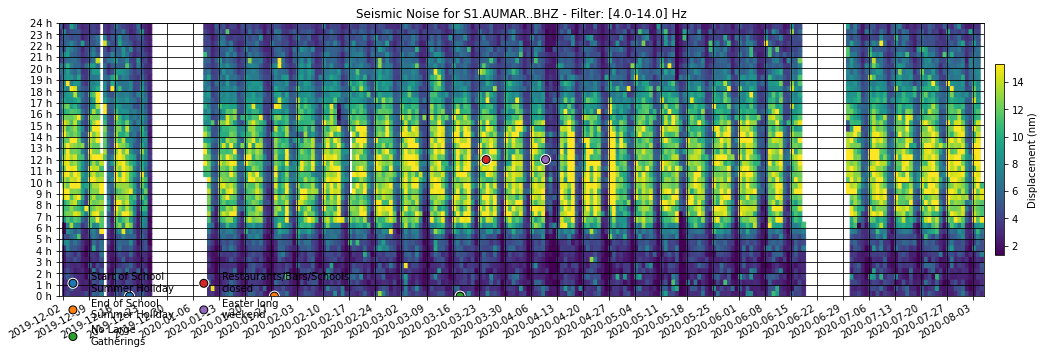 Seismic Noise for S1.AUMAR..BHZ - Filter: [4.0-14.0] Hz
24 h
23 h
22 h
21 h
20 h
19 h
18 h
17 h
16 h
15 h
14 h
13 h
12 h
11 h
10 h
9 h
8 h
7 h
6 h
5 h
4 h
3 h
2 h
1 h
0 h
14
12
10
8
6
4
2
Displacement (nm)
Start of School
Summer Holiday
End of School
Summer Holiday
No Large
Gatherings
Restaurants/Bars/Schools
closed
Easter long
weekend
2019-12-02
2020-02-03
2020-02-10
2020-02-17
2020-02-24
2020-03-02
2020-03-09
2020-03-16
2020-03-23
2020-03-30
2020-04-06
2020-04-13
2020-04-20
2020-04-27
2020-05-04
2020-05-11
2020-05-18
2020-05-25
2020-06-01
2020-06-08
2020-06-15
2020-06-22
2020-06-29
2020-07-06
2020-07-13
2020-07-20
2020-07-27
2020-08-03